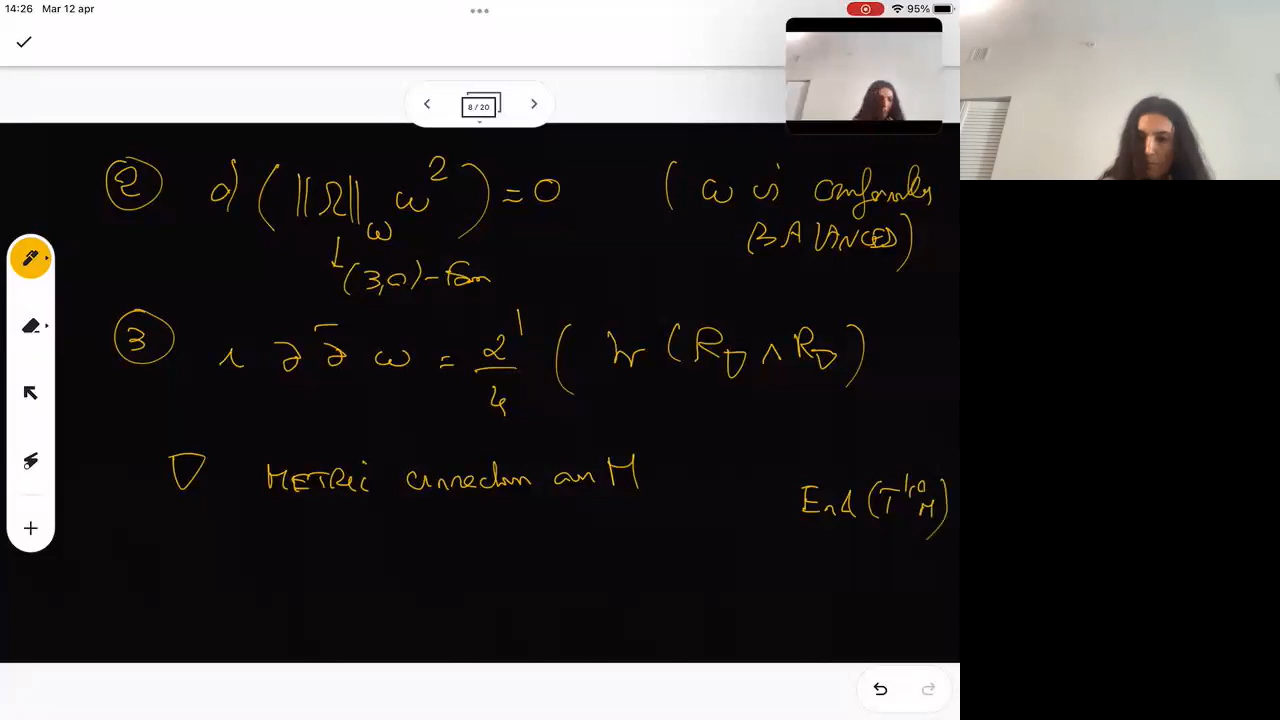 14:26 Mar 12 apr
95%
8 / 20
② d(‖Ω‖_ω ω²) = 0 (ω is conformally
BALANCED)
↓
(3,0)-form
③ i ∂∂̄ ω = α'/4 ( tr (R_∇ ∧ R_∇)
∇ METRIC connection on M
End (T^{1,0} M)